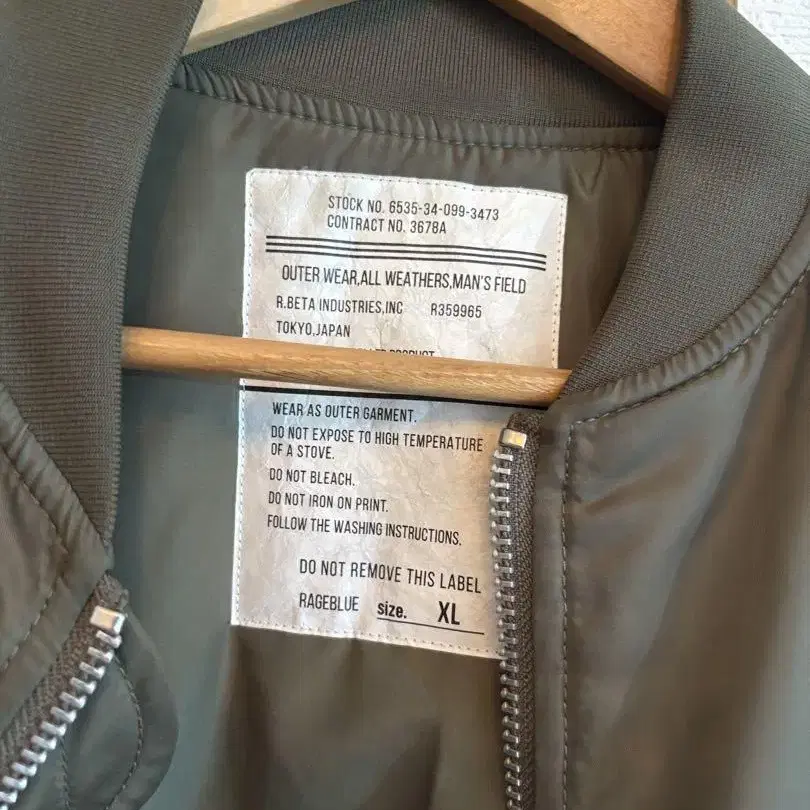 STOCK NO. 6535-34-099-3473
CONTRACT NO. 3678A
OUTER WEAR,ALL WEATHERS,MAN'S FIELD
R.BETA INDUSTRIES,INC R359965
TOKYO,JAPAN
PRODUCT
WEAR AS OUTER GARMENT.
DO NOT EXPOSE TO HIGH TEMPERATURE
OF A STOVE.
DO NOT BLEACH.
DO NOT IRON ON PRINT.
FOLLOW THE WASHING INSTRUCTIONS.
DO NOT REMOVE THIS LABEL
RAGEBLUE size. XL